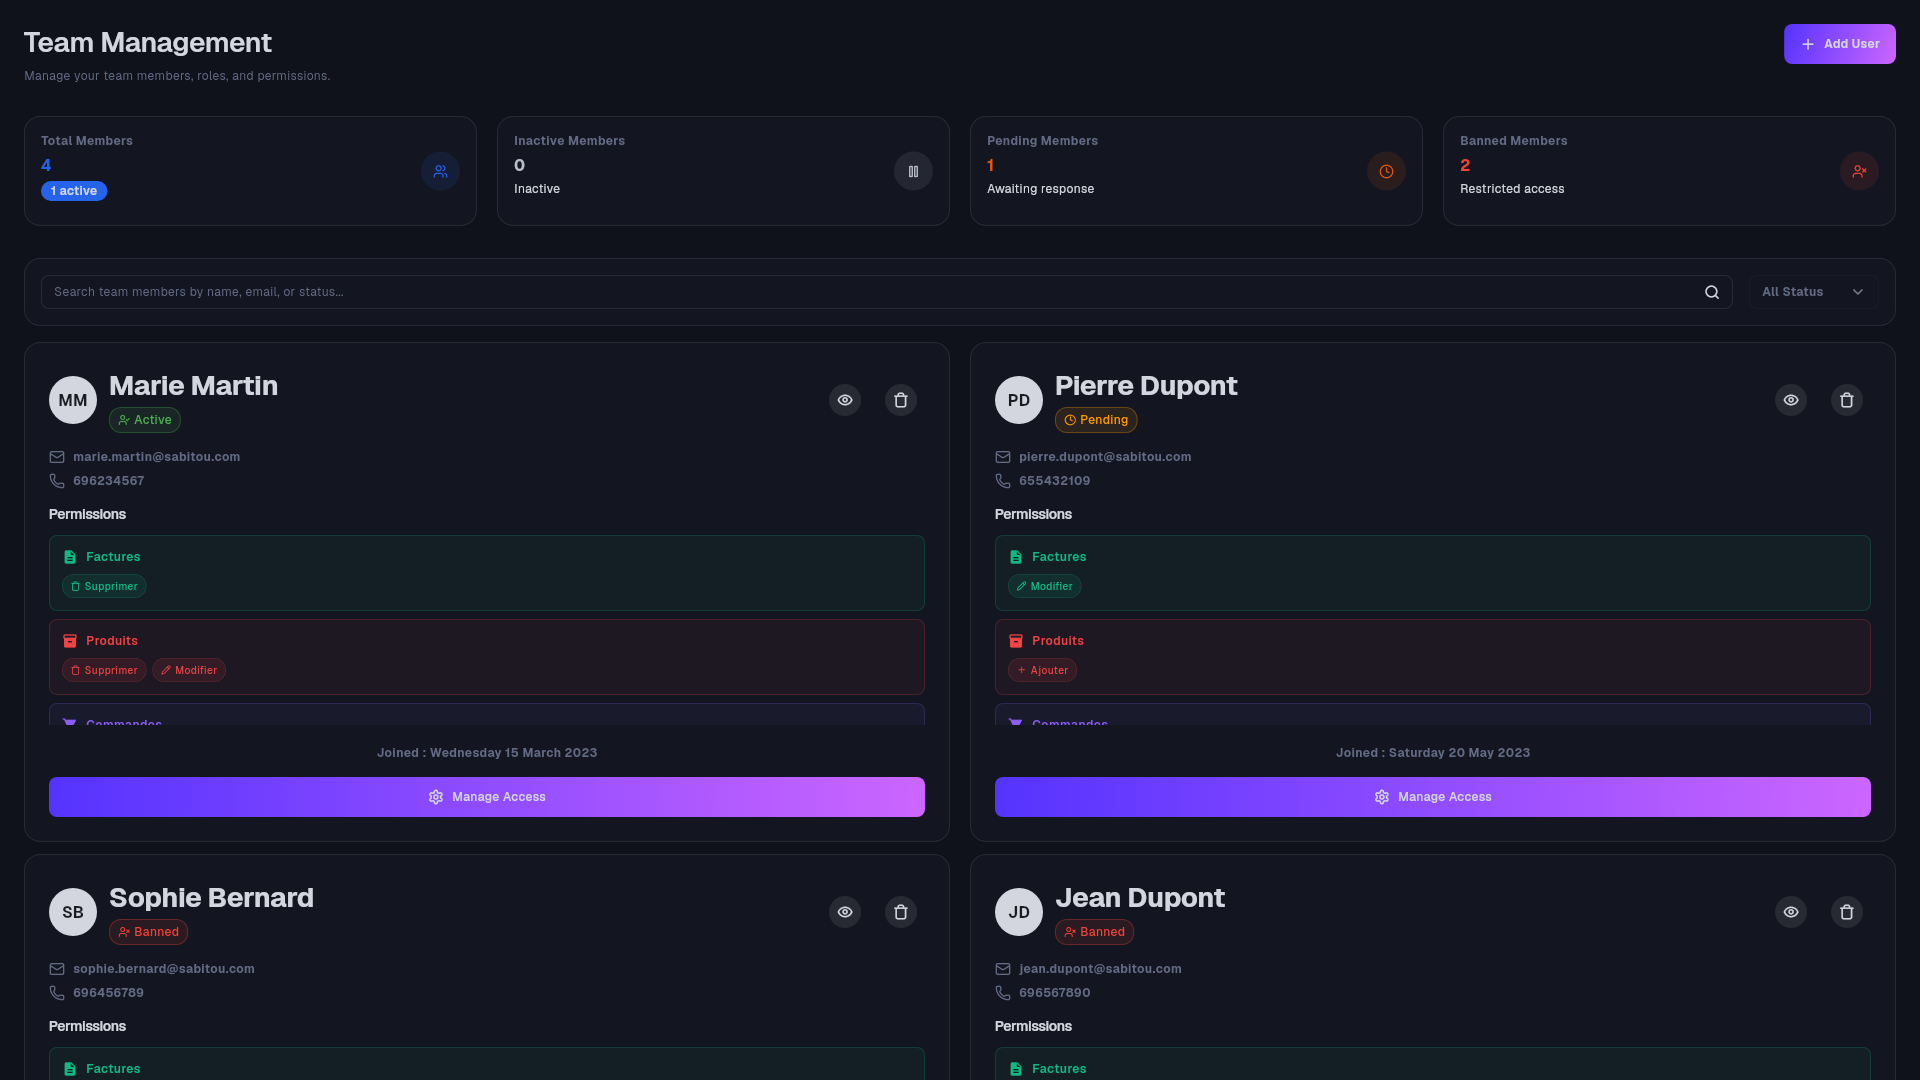 Team Management
Manage your team members, roles, and permissions.
Add User
Total Members
4
1 active
Inactive Members
0
Inactive
Pending Members
1
Awaiting response
Banned Members
2
Restricted access
Search team members by name, email, or status...
All Status
MM
Marie Martin
Active
marie.martin@sabitou.com
696234567
Permissions
Factures
Supprimer
Produits
Supprimer Modifier
Commandes
Joined : Wednesday 15 March 2023
Manage Access
PD
Pierre Dupont
Pending
pierre.dupont@sabitou.com
655432109
Permissions
Factures
Modifier
Produits
Ajouter
Commandes
Joined : Saturday 20 May 2023
Manage Access
SB
Sophie Bernard
Banned
sophie.bernard@sabitou.com
696456789
Permissions
Factures
JD
Jean Dupont
Banned
jean.dupont@sabitou.com
696567890
Permissions
Factures